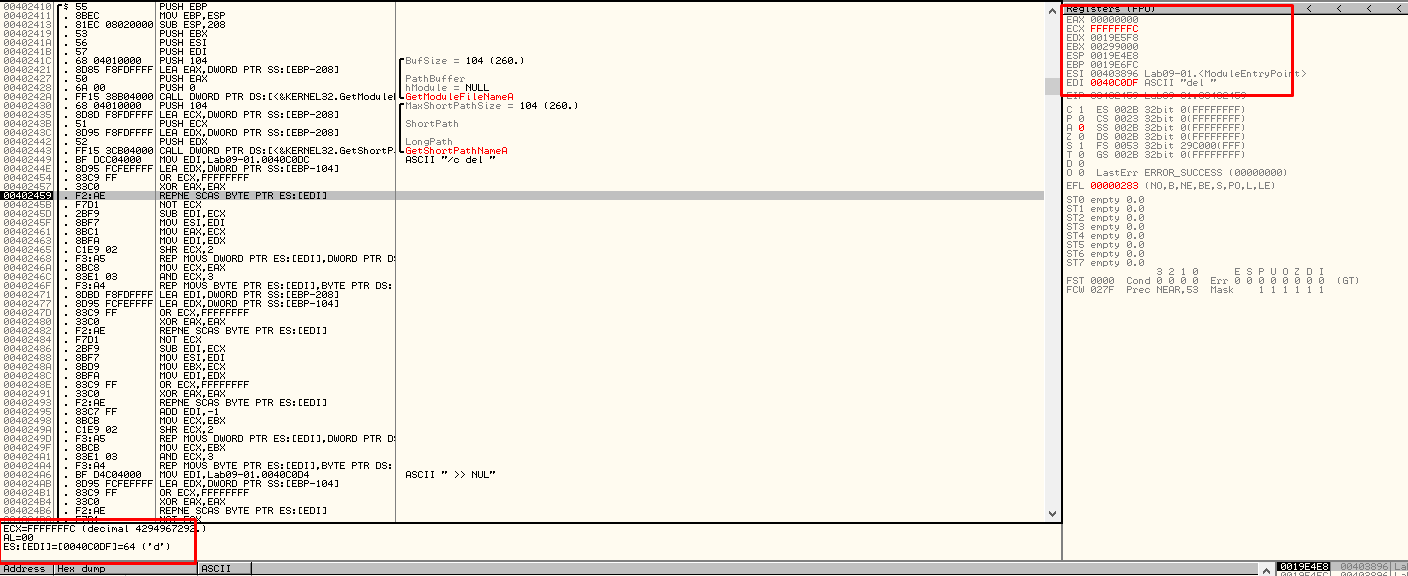 00402410 $ 55 PUSH EBP
00402411 . 8BEC MOV EBP,ESP
00402413 . 81EC 08020000 SUB ESP,208
00402419 . 53 PUSH EBX
0040241A . 56 PUSH ESI
0040241B . 57 PUSH EDI
0040241C . 68 04010000 PUSH 104 BufSize = 104 (260.)
00402421 . 8D85 F8FDFFFF LEA EAX,DWORD PTR SS:[EBP-208]
00402427 . 50 PUSH EAX PathBuffer
00402428 . 6A 00 PUSH 0 hModule = NULL
0040242A . FF15 38B04000 CALL DWORD PTR DS:[<&KERNEL32.GetModule GetModuleFileNameA
00402430 . 68 04010000 PUSH 104 MaxShortPathSize = 104 (260.)
00402435 . 8D8D F8FDFFFF LEA ECX,DWORD PTR SS:[EBP-208]
0040243B . 51 PUSH ECX ShortPath
0040243C . 8D95 F8FDFFFF LEA EDX,DWORD PTR SS:[EBP-208]
00402442 . 52 PUSH EDX LongPath
00402443 . FF15 3CB04000 CALL DWORD PTR DS:[<&KERNEL32.GetShortP GetShortPathNameA
00402449 . BF DCC04000 MOV EDI,Lab09-01.0040C0DC ASCII "/c del "
0040244E . 8D95 FCFEFFFF LEA EDX,DWORD PTR SS:[EBP-104]
00402454 . 83C9 FF OR ECX,FFFFFFFF
00402457 . 33C0 XOR EAX,EAX
00402459 . F2:AE REPNE SCAS BYTE PTR ES:[EDI]
0040245B . F7D1 NOT ECX
0040245D . 2BF9 SUB EDI,ECX
0040245F . 8BF7 MOV ESI,EDI
00402461 . 8BC1 MOV EAX,ECX
00402463 . 8BFA MOV EDI,EDX
00402465 . C1E9 02 SHR ECX,2
00402468 . F3:A5 REP MOVS DWORD PTR ES:[EDI],DWORD PTR DS
0040246A . 8BC8 MOV ECX,EAX
0040246C . 83E1 03 AND ECX,3
0040246F . F3:A4 REP MOVS BYTE PTR ES:[EDI],BYTE PTR DS:
00402471 . 8DBD F8FDFFFF LEA EDI,DWORD PTR SS:[EBP-208]
00402477 . 8D95 FCFEFFFF LEA EDX,DWORD PTR SS:[EBP-104]
0040247D . 83C9 FF OR ECX,FFFFFFFF
00402480 . 33C0 XOR EAX,EAX
00402482 . F2:AE REPNE SCAS BYTE PTR ES:[EDI]
00402484 . F7D1 NOT ECX
00402486 . 2BF9 SUB EDI,ECX
00402488 . 8BF7 MOV ESI,EDI
0040248A . 8BD9 MOV EBX,ECX
0040248C . 8BFA MOV EDI,EDX
0040248E . 83C9 FF OR ECX,FFFFFFFF
00402491 . 33C0 XOR EAX,EAX
00402493 . F2:AE REPNE SCAS BYTE PTR ES:[EDI]
00402495 . 83C7 FF ADD EDI,-1
00402498 . 8BCB MOV ECX,EBX
0040249A . C1E9 02 SHR ECX,2
0040249D . F3:A5 REP MOVS DWORD PTR ES:[EDI],DWORD PTR DS
0040249F . 8BCB MOV ECX,EBX
004024A1 . 83E1 03 AND ECX,3
004024A4 . F3:A4 REP MOVS BYTE PTR ES:[EDI],BYTE PTR DS:
004024A6 . BF D4C04000 MOV EDI,Lab09-01.0040C0D4 ASCII " >> NUL"
004024AB . 8D95 FCFEFFFF LEA EDX,DWORD PTR SS:[EBP-104]
004024B1 . 83C9 FF OR ECX,FFFFFFFF
004024B4 . 33C0 XOR EAX,EAX
004024B6 . F2:AE REPNE SCAS BYTE PTR ES:[EDI]
ECX=FFFFFFFC (decimal 4294967292.)
AL=00
ES:[EDI]=[0040C0DF]=64 ('d')
Address Hex dump ASCII
Registers (FPU) < < < <
EAX 00000000
ECX FFFFFFFC
EDX 0019E5F8
EBX 00299000
ESP 0019E4E8
EBP 0019E6FC
ESI 00403896 Lab09-01.<ModuleEntryPoint>
EDI 0040C0DF ASCII "del "
EIP 00402459 Lab09-01.00402459
C 1 ES 002B 32bit 0(FFFFFFFF)
P 0 CS 0023 32bit 0(FFFFFFFF)
A 0 SS 002B 32bit 0(FFFFFFFF)
Z 0 DS 002B 32bit 0(FFFFFFFF)
S 1 FS 0053 32bit 29C000(FFF)
T 0 GS 002B 32bit 0(FFFFFFFF)
D 0
O 0 LastErr ERROR_SUCCESS (00000000)
EFL 00000283 (NO,B,NE,BE,S,PO,L,LE)
ST0 empty 0.0
ST1 empty 0.0
ST2 empty 0.0
ST3 empty 0.0
ST4 empty 0.0
ST5 empty 0.0
ST6 empty 0.0
ST7 empty 0.0
3 2 1 0 E S P U O Z D I
FST 0000 Cond 0 0 0 0 Err 0 0 0 0 0 0 0 0 (GT)
FCW 027F Prec NEAR,53 Mask 1 1 1 1 1 1
0019E4E8 00403896 La